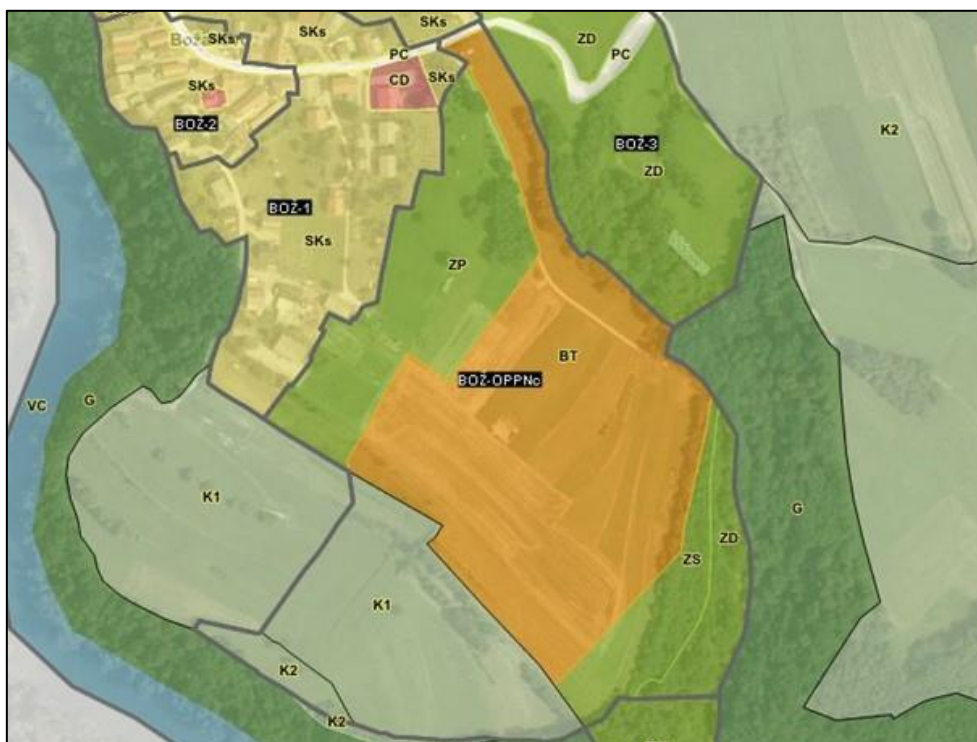 SKs
SKs
SKs
ZD
PC
PC
CD
SKs
SKs
BOŽ-2
K2
BOŽ-3
ZD
BOŽ-1
SKs
ZP
BT
BOŽ-OPPNc
VC
G
K1
G
ZS
ZD
K1
K2
K2